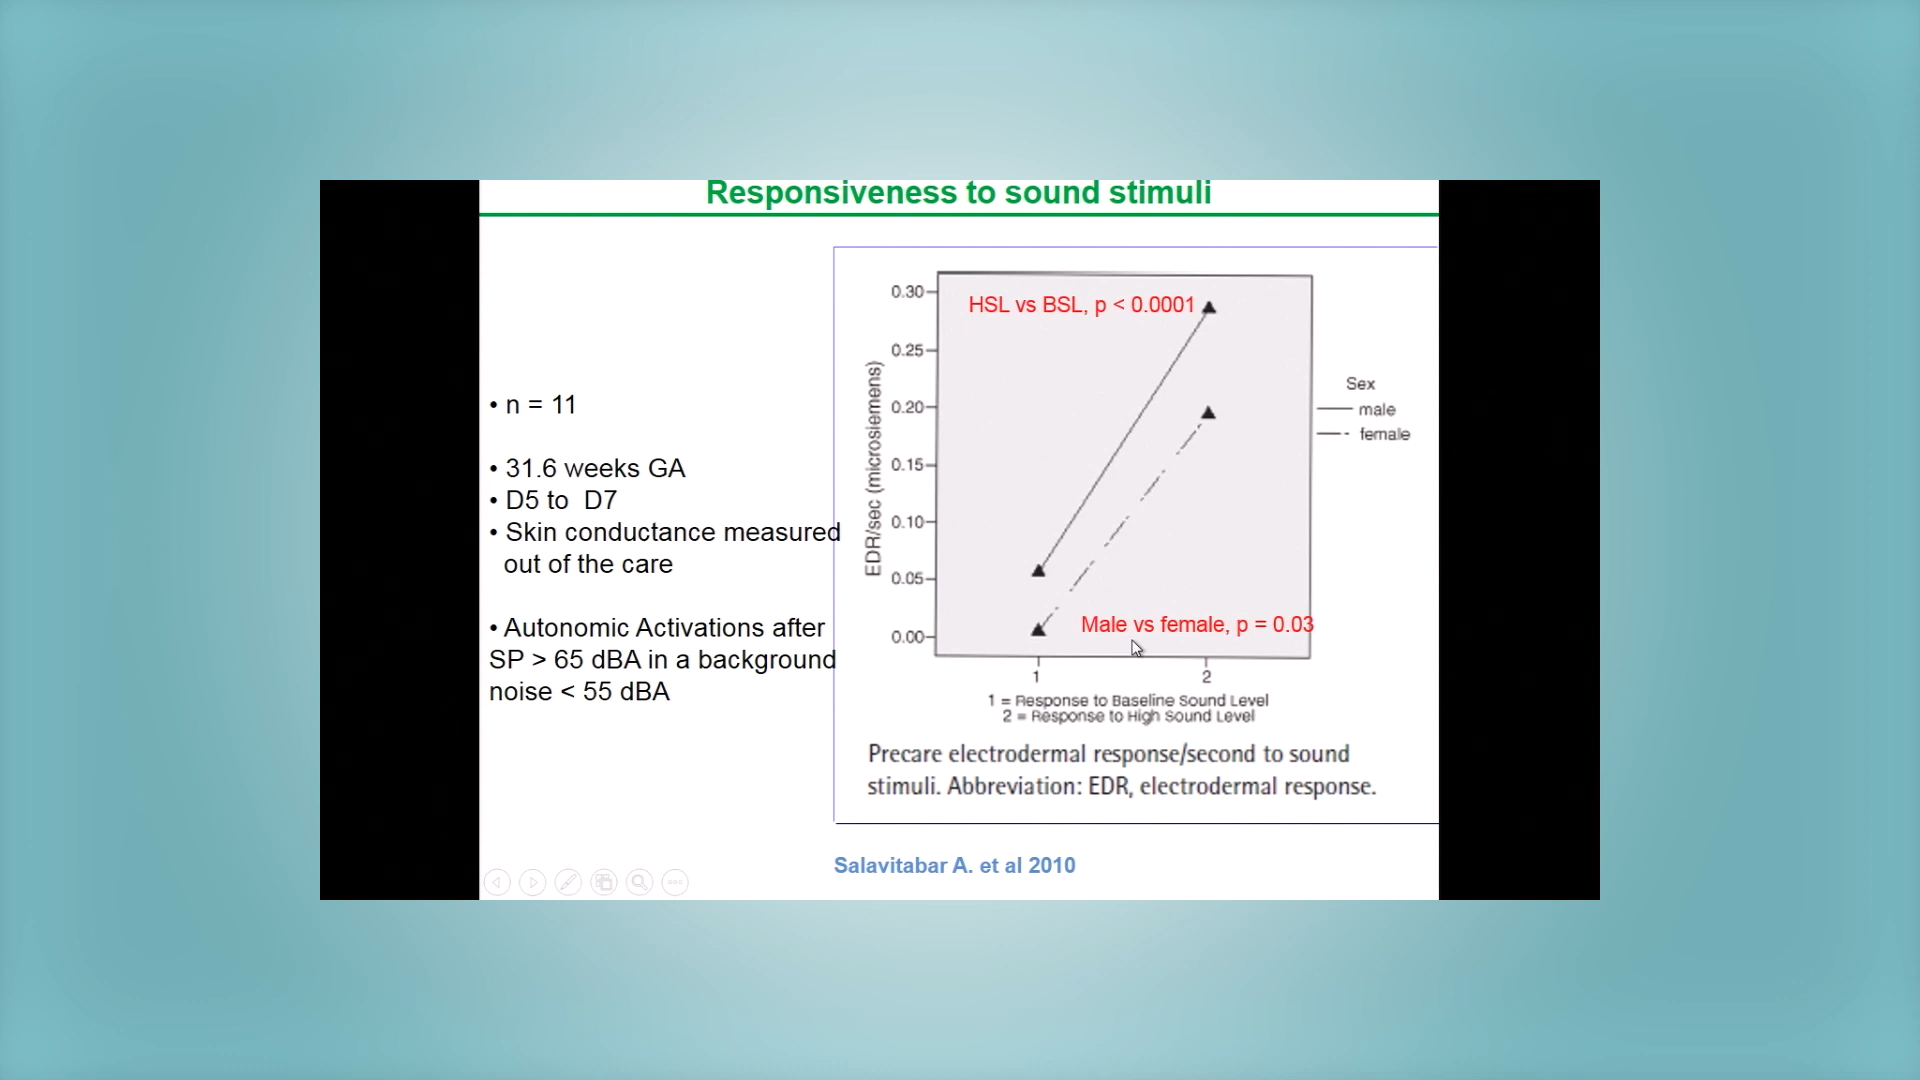 Responsiveness to sound stimuli
• n = 11
• 31.6 weeks GA
• D5 to D7
• Skin conductance measured
out of the care
• Autonomic Activations after
SP > 65 dBA in a background
noise < 55 dBA
HSL vs BSL, p < 0.0001
Male vs female, p = 0.03
EDR/sec (microsiemens)
0.30
0.25
0.20
0.15
0.10
0.05
0.00
1 2
Sex
male
female
1 = Response to Baseline Sound Level
2 = Response to High Sound Level
Precare electrodermal response/second to sound
stimuli. Abbreviation: EDR, electrodermal response.
Salavitabar A. et al 2010